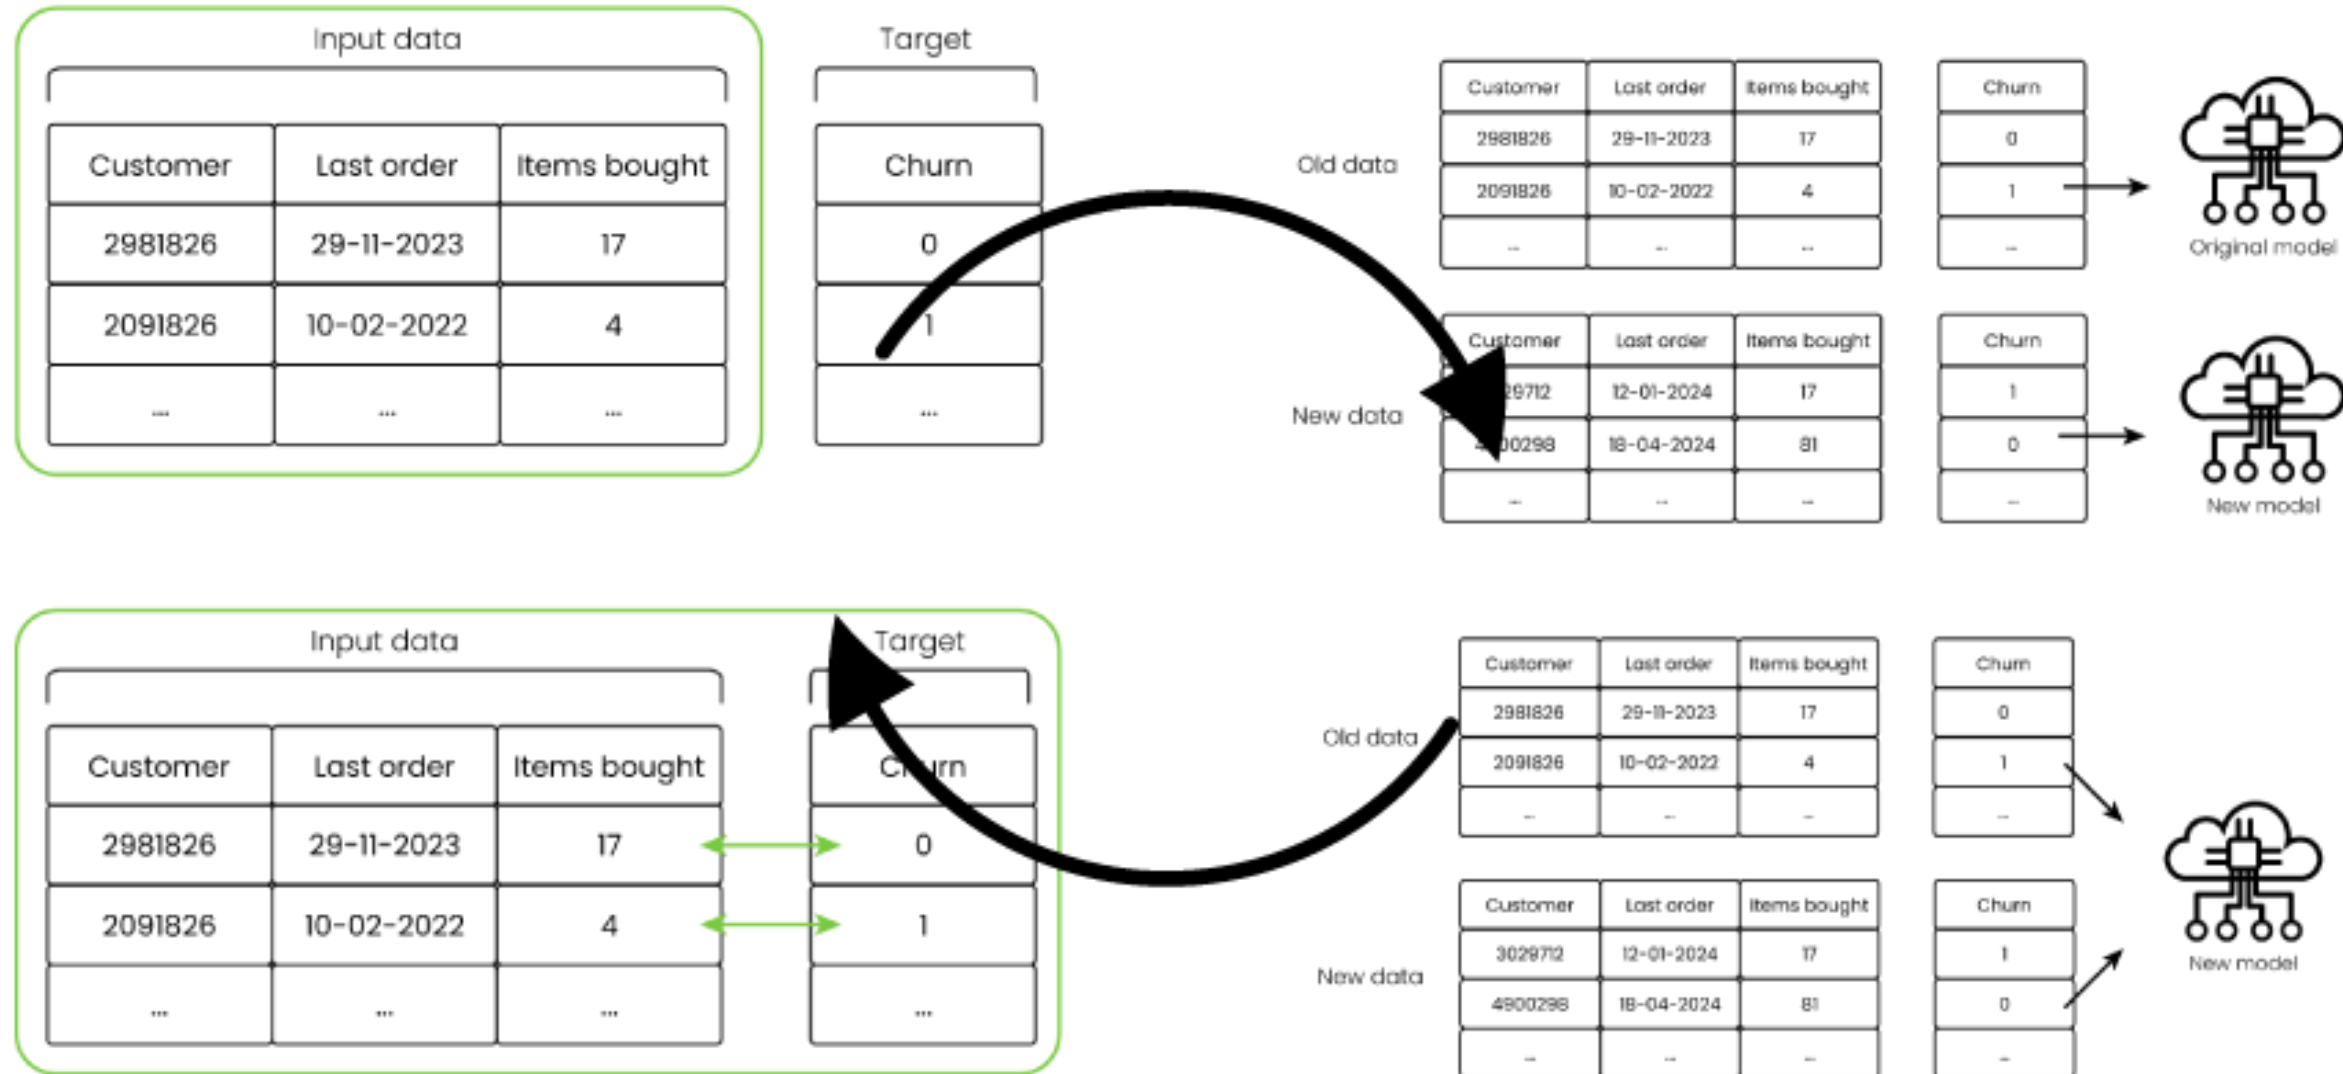 Input data
Target
Customer Last order Items bought
Churn
2981826 29-11-2023 17
0
2091826 10-02-2022 4
1
... ... ...
...
Old data
Customer Last order Items bought
Churn
2981826 29-11-2023 17
0
2091826 10-02-2022 4
1
... ... ...
...
Original model
New data
Customer Last order Items bought
Churn
29712 12-01-2024 17
1
4 00298 18-04-2024 81
0
... ... ...
...
New model
Input data
Target
Customer Last order Items bought
Churn
2981826 29-11-2023 17
0
2091826 10-02-2022 4
1
... ... ...
...
Old data
Customer Last order Items bought
Churn
2981826 29-11-2023 17
0
2091826 10-02-2022 4
1
... ... ...
...
New data
Customer Last order Items bought
Churn
3029712 12-01-2024 17
1
4900298 18-04-2024 81
0
... ... ...
...
New model